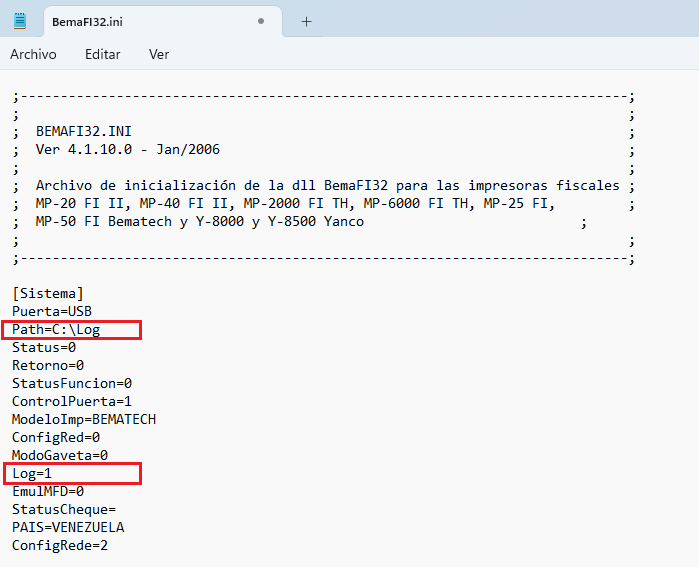 BemaFI32.ini
Archivo Editar Ver
;----------------------------------------------------------------------------;
; ;
; BEMAFI32.INI ;
; Ver 4.1.10.0 - Jan/2006 ;
; ;
; Archivo de inicialización de la dll BemaFI32 para las impresoras fiscales ;
; MP-20 FI II, MP-40 FI II, MP-2000 FI TH, MP-6000 FI TH, MP-25 FI, ;
; MP-50 FI Bematech y Y-8000 y Y-8500 Yanco ;
; ;
;----------------------------------------------------------------------------;
[Sistema]
Puerta=USB
Path=C:\Log
Status=0
Retorno=0
StatusFuncion=0
ControlPuerta=1
ModeloImp=BEMATECH
ConfigRed=0
ModoGaveta=0
Log=1
EmulMFD=0
StatusCheque=
PAIS=VENEZUELA
ConfigRede=2